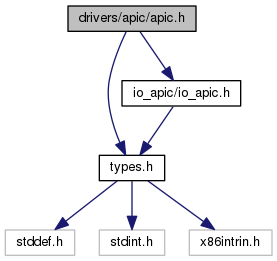 drivers/apic/apic.h
io_apic/io_apic.h
types.h
stddef.h
stdint.h
x86intrin.h